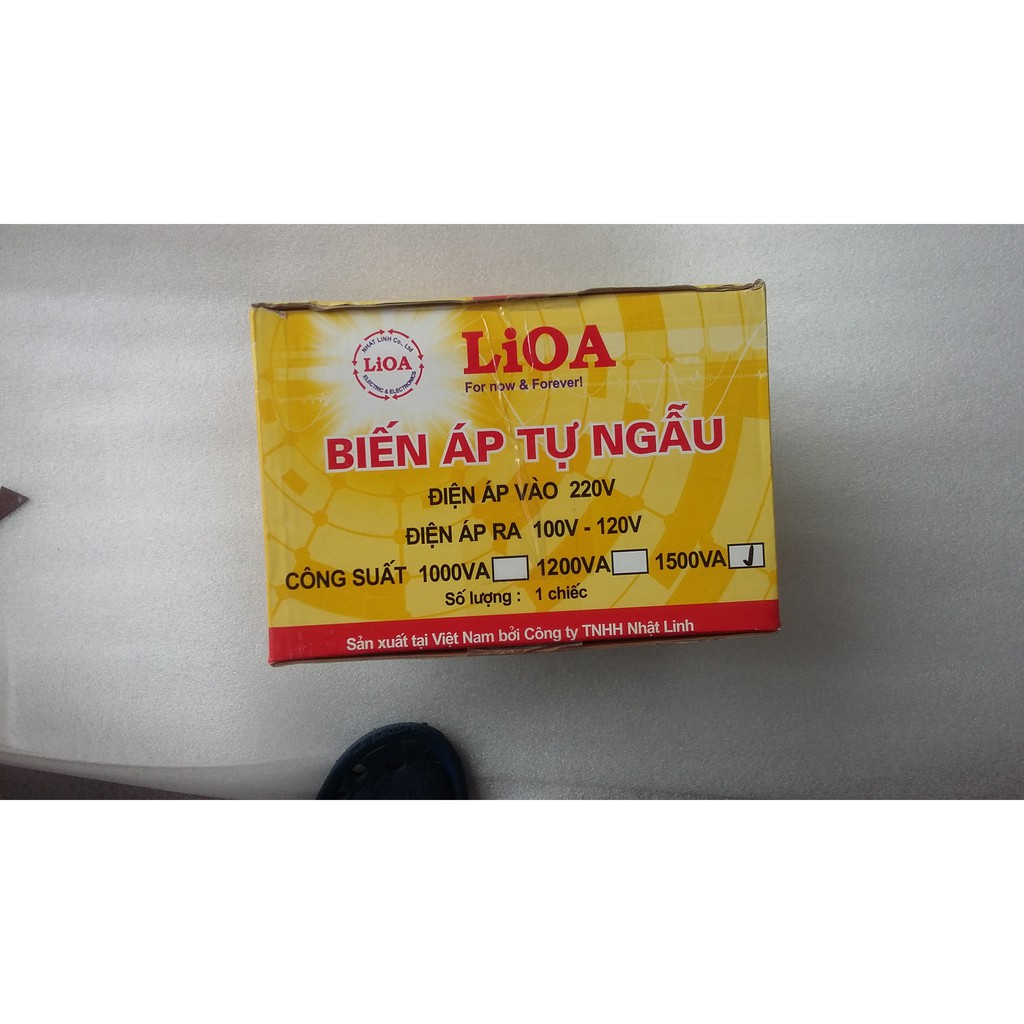 NHAT LINH Co., Ltd
LiOA
ELECTRIC & ELECTRONICS
LiOA
For now & Forever!
BIẾN ÁP TỰ NGẪU
ĐIỆN ÁP VÀO 220V
ĐIỆN ÁP RA 100V - 120V
CÔNG SUẤT 1000VA 1200VA 1500VA
Số lượng : 1 chiếc
Sản xuất tại Việt Nam bởi Công ty TNHH Nhật Linh